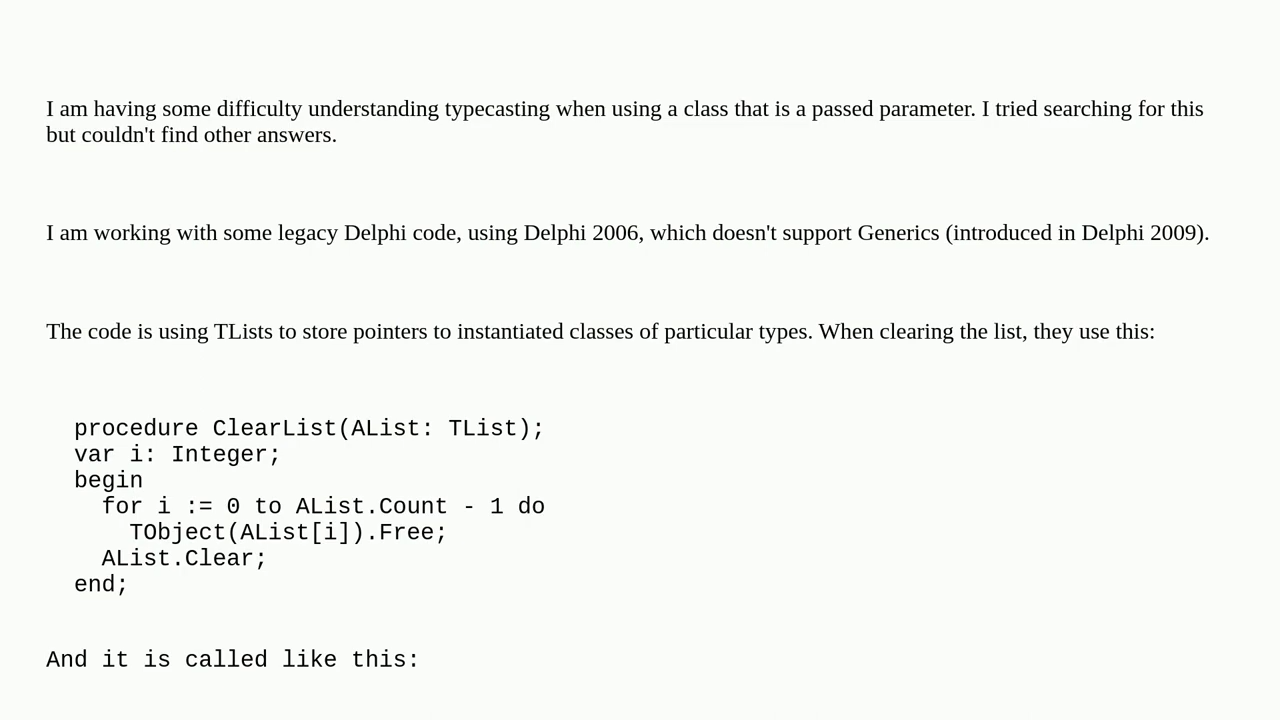 I am having some difficulty understanding typecasting when using a class that is a passed parameter. I tried searching for this
but couldn't find other answers.
I am working with some legacy Delphi code, using Delphi 2006, which doesn't support Generics (introduced in Delphi 2009).
The code is using TLists to store pointers to instantiated classes of particular types. When clearing the list, they use this:
procedure ClearList(AList: TList);
var i: Integer;
begin
  for i := 0 to AList.Count - 1 do
    TObject(AList[i]).Free;
  AList.Clear;
end;
And it is called like this: